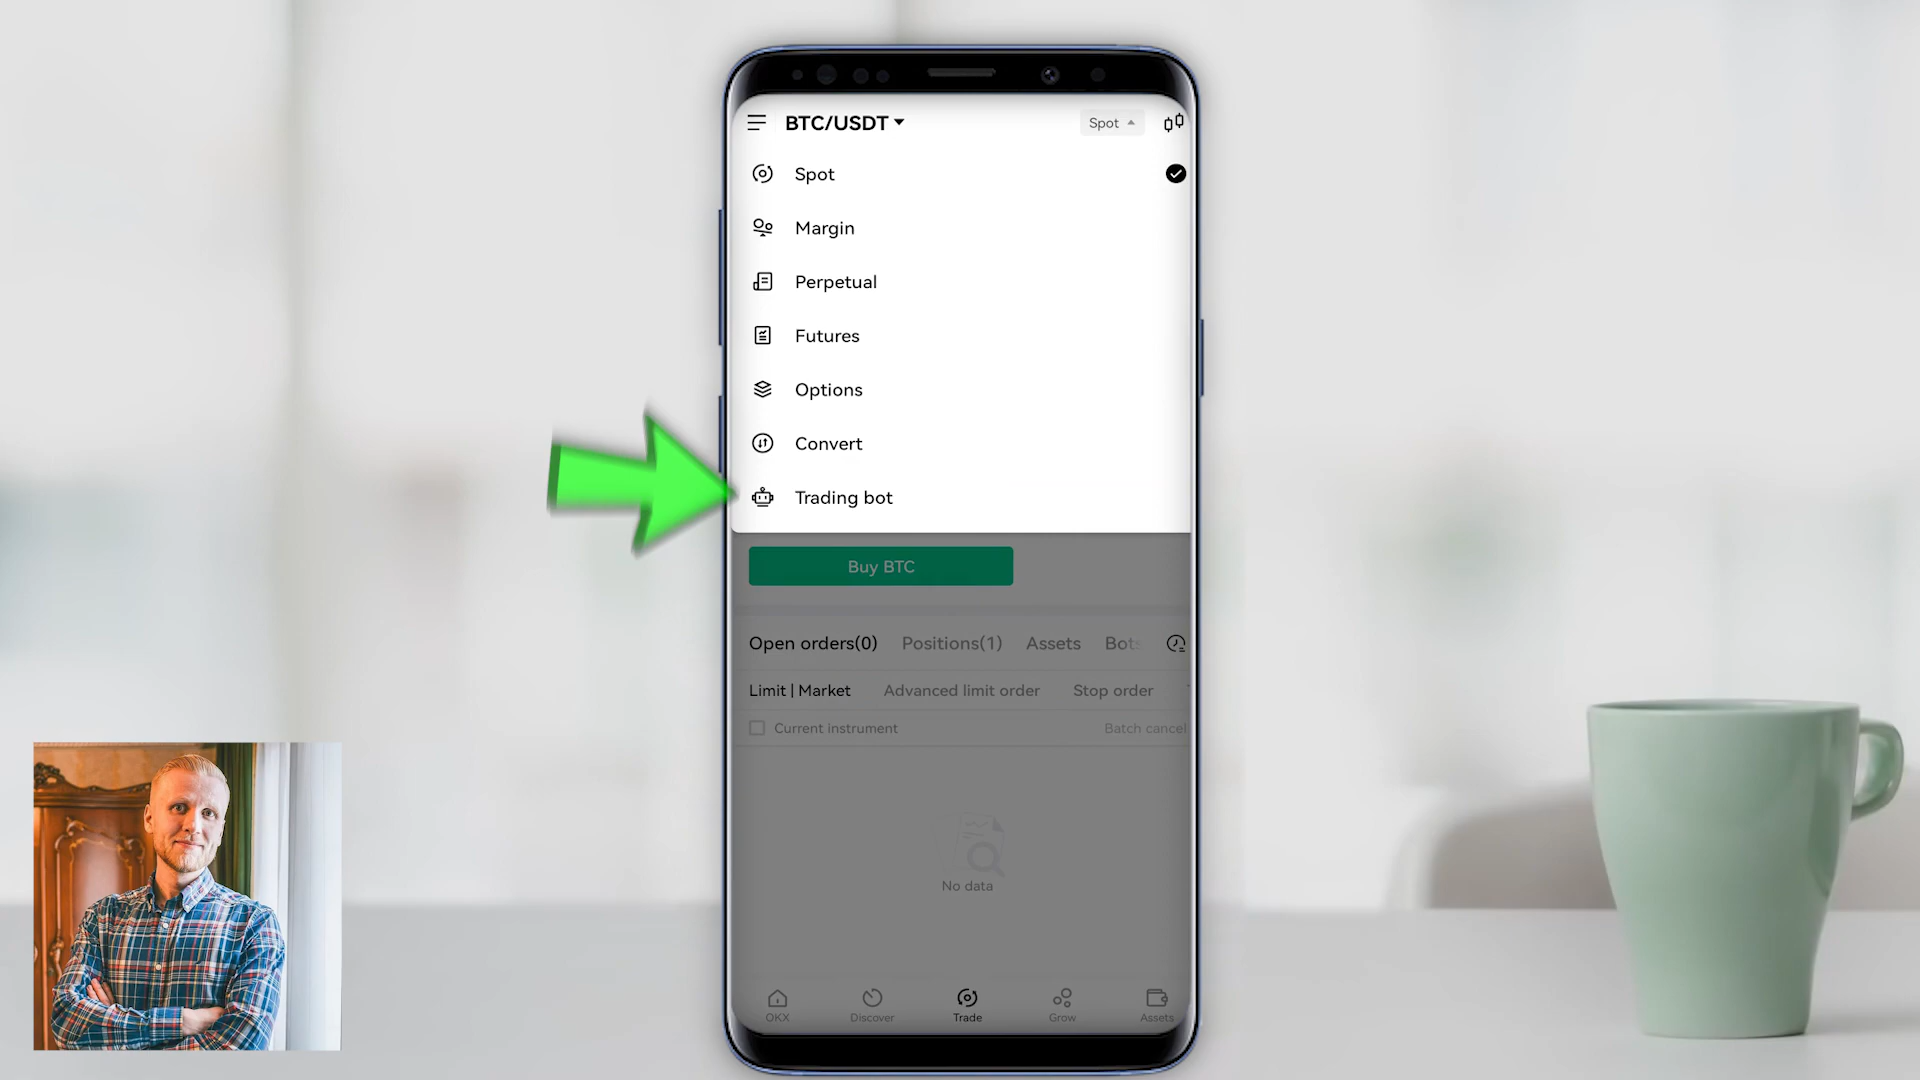 BTC/USDT Spot
Spot
Margin
Perpetual
Futures
Options
Convert
Trading bot
Buy BTC
Open orders(0) Positions(1) Assets Bots
Limit | Market Advanced limit order Stop order
Current instrument Batch cancel
No data
OKX Discover Trade Grow Assets